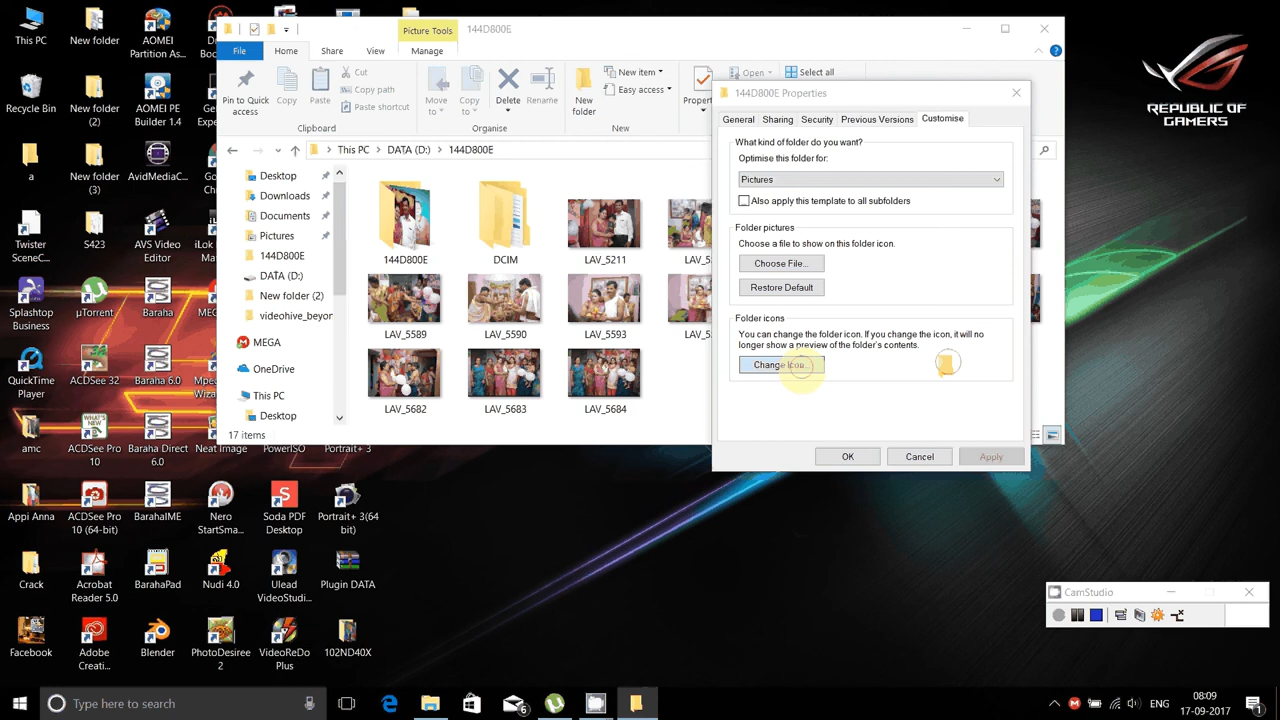 This PC
New folder
AOMEI
Partition As...
Recycle Bin
New folder
(2)
AOMEI PE
Builder 1.4
a
New folder
(3)
AvidMediaC...
Twister
SceneC...
S423
AVS Video
Editor
iLok
Splashtop
Business
µTorrent
Baraha
QuickTime
Player
ACDSee 32
Baraha 6.0
amc
ACDSee Pro
10
Baraha Direct
6.0
Neat Image
PowerISO
Portrait+ 3
Appi Anna
ACDSee Pro
10 (64-bit)
BarahaIME
Nero
StartSma...
Soda PDF
Desktop
Portrait+ 3(64
bit)
Crack
Acrobat
Reader 5.0
BarahaPad
Nudi 4.0
Ulead
VideoStudi...
Plugin DATA
Facebook
Adobe
Creati...
Blender
PhotoDesiree
2
VideoReDo
Plus
102ND40X
Picture Tools
144D800E
File
Home
Share
View
Manage
Pin to Quick
access
Copy
Paste
Cut
Copy path
Paste shortcut
Clipboard
Move
to
Copy
to
Delete
Rename
Organise
New
folder
New item
Easy access
New
Open
Select all
This PC > DATA (D:) > 144D800E
Desktop
Downloads
Documents
Pictures
144D800E
DATA (D:)
New folder (2)
videohive_beyon
MEGA
OneDrive
This PC
Desktop
144D800E
DCIM
LAV_5211
LAV_5589
LAV_5590
LAV_5593
LAV_5682
LAV_5683
LAV_5684
17 items
144D800E Properties
General
Sharing
Security
Previous Versions
Customise
What kind of folder do you want?
Optimise this folder for:
Pictures
Also apply this template to all subfolders
Folder pictures
Choose a file to show on this folder icon.
Choose File...
Restore Default
Folder icons
You can change the folder icon. If you change the icon, it will no
longer show a preview of the folder's contents.
Change Icon...
OK
Cancel
Apply
REPUBLIC OF
GAMERS
CamStudio
Type here to search
6
ENG
08:09
17-09-2017
1